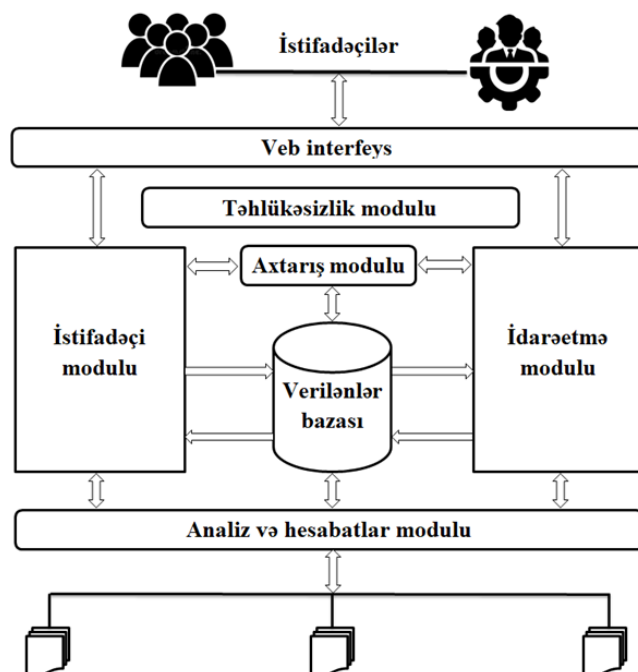 İstifadəçilər
Veb interfeys
Təhlükəsizlik modulu
Axtarış modulu
İstifadəçi
modulu
Verilənlər
bazası
İdarəetmə
modulu
Analiz və hesabatlar modulu